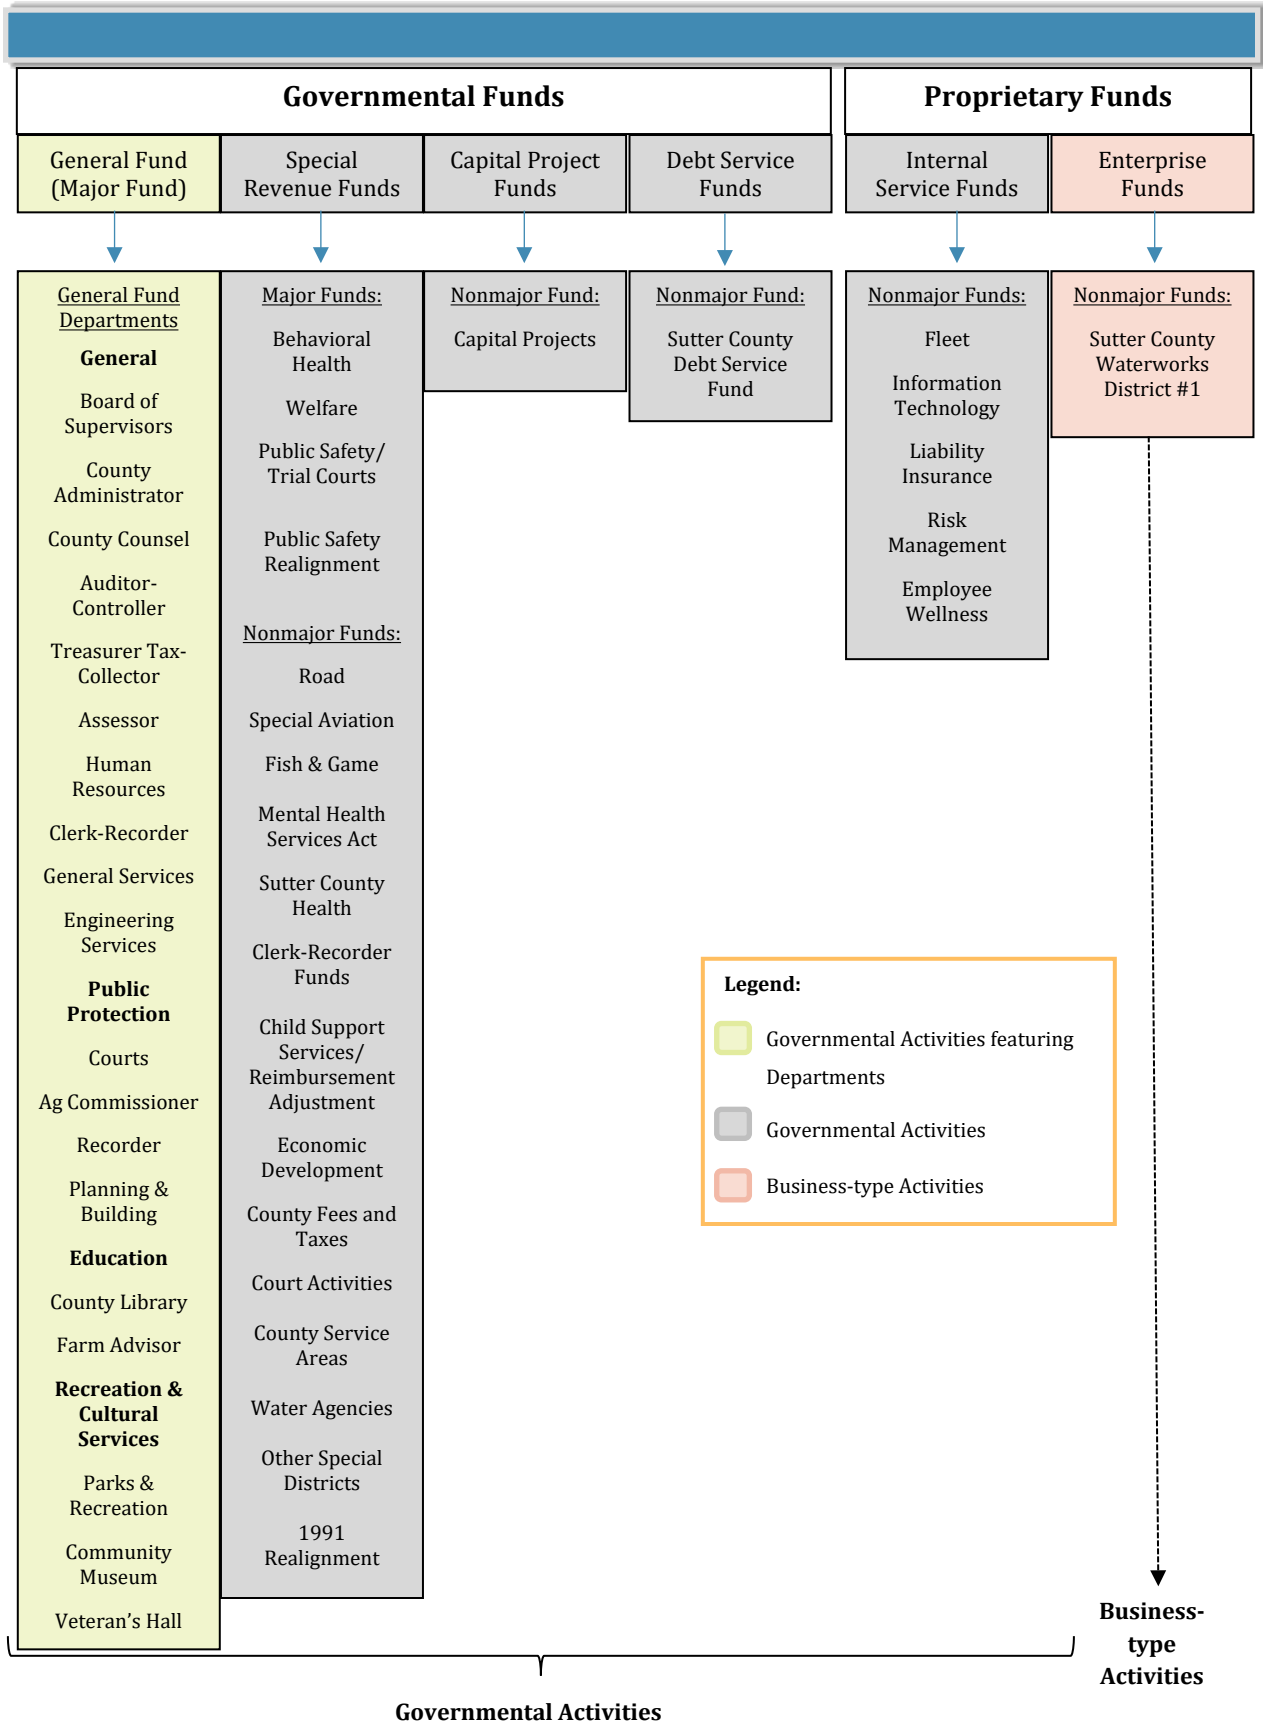 Governmental Funds
Proprietary Funds
General Fund
(Major Fund)
Special
Revenue Funds
Capital Project
Funds
Debt Service
Funds
Internal
Service Funds
Enterprise
Funds
General Fund
Departments
General
Board of
Supervisors
County
Administrator
County Counsel
Auditor-
Controller
Treasurer Tax-
Collector
Assessor
Human
Resources
Clerk-Recorder
General Services
Engineering
Services
Public
Protection
Courts
Ag Commissioner
Recorder
Planning &
Building
Education
County Library
Farm Advisor
Recreation &
Cultural
Services
Parks &
Recreation
Community
Museum
Veteran’s Hall
Major Funds:
Behavioral
Health
Welfare
Public Safety/
Trial Courts
Public Safety
Realignment
Nonmajor Funds:
Road
Special Aviation
Fish & Game
Mental Health
Services Act
Sutter County
Health
Clerk-Recorder
Funds
Child Support
Services/
Reimbursement
Adjustment
Economic
Development
County Fees and
Taxes
Court Activities
County Service
Areas
Water Agencies
Other Special
Districts
1991
Realignment
Nonmajor Fund:
Capital Projects
Nonmajor Fund:
Sutter County
Debt Service
Fund
Nonmajor Funds:
Fleet
Information
Technology
Liability
Insurance
Risk
Management
Employee
Wellness
Nonmajor Funds:
Sutter County
Waterworks
District #1
Legend:
Governmental Activities featuring
Departments
Governmental Activities
Business-type Activities
Business-
type
Activities
Governmental Activities